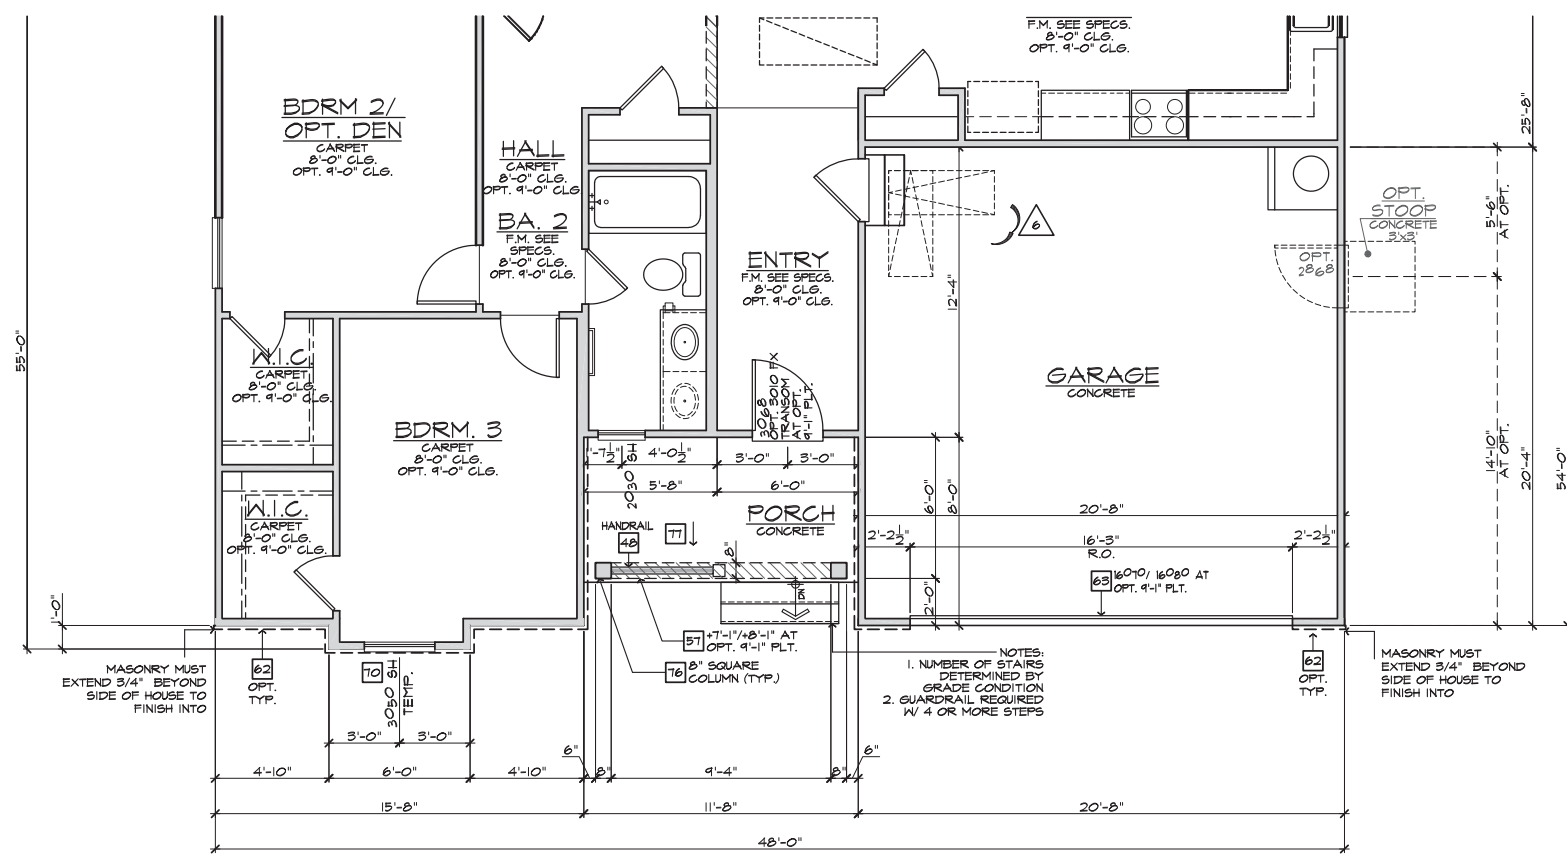 F.M. SEE SPECS.
8'-0" CLG.
OPT. 9'-0" CLG.
BDRM 2/
OPT. DEN
CARPET
8'-0" CLG.
OPT. 9'-0" CLG.
HALL
CARPET
8'-0" CLG.
OPT. 9'-0" CLG
BA. 2
F.M. SEE
SPECS.
8'-0" CLG.
OPT. 9'-0" CLG.
ENTRY
F.M. SEE SPECS.
8'-0" CLG.
OPT. 9'-0" CLG.
6
25'-8"
OPT.
STOOP
CONCRETE
3'X3'
OPT.
2868
5'-6"
AT OPT.
12'-4"
55'-0"
W.I.C.
CARPET
8'-0" CLG.
OPT. 9'-0" CLG.
BDRM. 3
CARPET
8'-0" CLG.
OPT. 9'-0" CLG.
3068
OPT. 3010 FX
TRANSOM
AT OPT.
9'-1" PLT.
GARAGE
CONCRETE
14'-10"
AT OPT.
20'-4"
54'-0"
'-7 1/2"
4'-0 1/2"
3'-0"
3'-0"
2030 SH
5'-8"
6'-0"
W.I.C.
CARPET
8'-0" CLG.
OPT. 9'-0" CLG.
PORCH
CONCRETE
HANDRAIL
48
77
8"
6'-0"
8'-0"
2'-0"
20'-8"
2'-2 1/2"
16'-3"
R.O.
2'-2 1/2"
63
16070/ 16080 AT
OPT. 9'-1" PLT.
DN
1'-0"
57
+7'-1"/+8'-1" AT
OPT. 9'-1" PLT.
76
8" SQUARE
COLUMN (TYP.)
NOTES:
1. NUMBER OF STAIRS
DETERMINED BY
GRADE CONDITION
2. GUARDRAIL REQUIRED
W/ 4 OR MORE STEPS
MASONRY MUST
EXTEND 3/4" BEYOND
SIDE OF HOUSE TO
FINISH INTO
62
OPT.
TYP.
70
3050 SH
TEMP.
62
OPT.
TYP.
MASONRY MUST
EXTEND 3/4" BEYOND
SIDE OF HOUSE TO
FINISH INTO
3'-0"
3'-0"
6"
6"
4'-10"
6'-0"
4'-10"
8"
9'-4"
8"
15'-8"
11'-8"
20'-8"
48'-0"